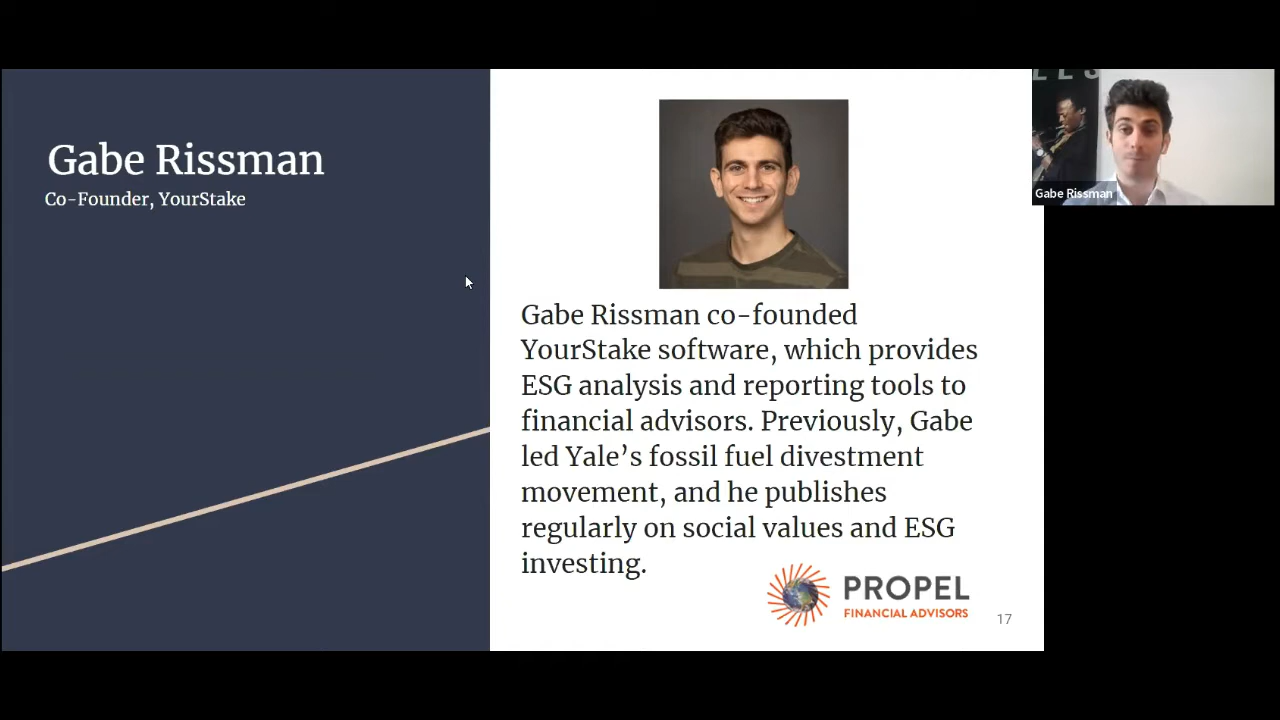 Gabe Rissman
Co-Founder, YourStake
Gabe Rissman co-founded
YourStake software, which provides
ESG analysis and reporting tools to
financial advisors. Previously, Gabe
led Yale’s fossil fuel divestment
movement, and he publishes
regularly on social values and ESG
investing.
PROPEL
FINANCIAL ADVISORS
17
Gabe Rissman